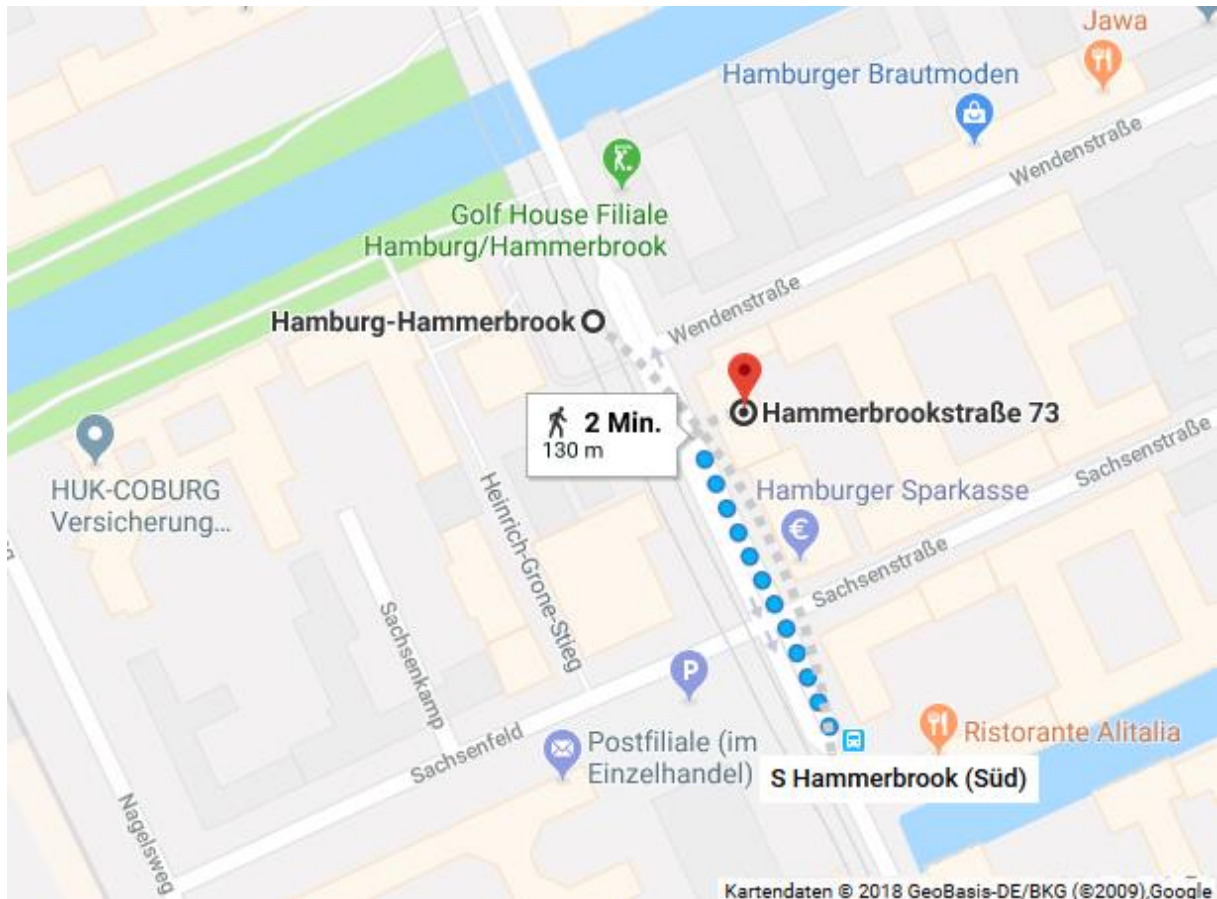 Jawa
Hamburger Brautmoden
Wendenstraße
Golf House Filiale
Hamburg/Hammerbrook
Hamburg-Hammerbrook
Wendenstraße
2 Min.
130 m
Hammerbrookstraße 73
HUK-COBURG
Versicherung...
Heinrich-Grone-Stieg
Hamburger Sparkasse
Sachsenstraße
Sachsenstraße
Sachsenkamp
P
Sachsenfeld
Postfiliale (im
Einzelhandel)
Ristorante Alitalia
S Hammerbrook (Süd)
Nagelsweg
Kartendaten © 2018 GeoBasis-DE/BKG (©2009),Google